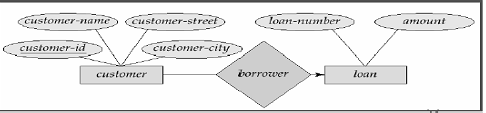 customer-name customer-street loan-number amount
customer-id customer-city
customer borrower loan